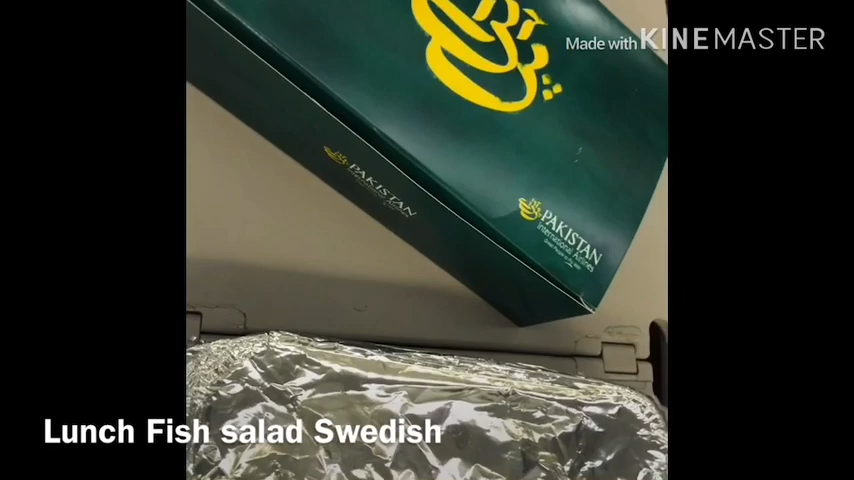 Made with KINEMASTER
PAKISTAN
PAKISTAN
International Airlines
Lunch Fish salad Swedish